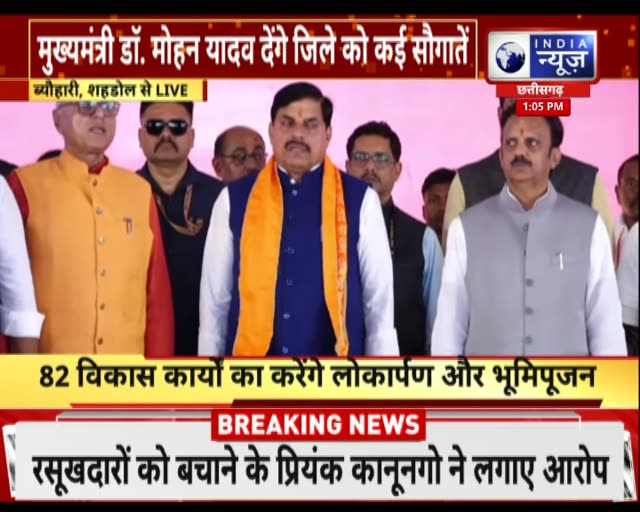 मुख्यमंत्री डॉ. मोहन यादव देंगे जिले को कई सौगातें
INDIA
न्यूज़
ब्यौहारी, शहडोल से LIVE
छत्तीसगढ़
1:05 PM
82 विकास कार्यों का करेंगे लोकार्पण और भूमिपूजन
BREAKING NEWS
रसूखदारों को बचाने के प्रियंक कानूनगो ने लगाए आरोप